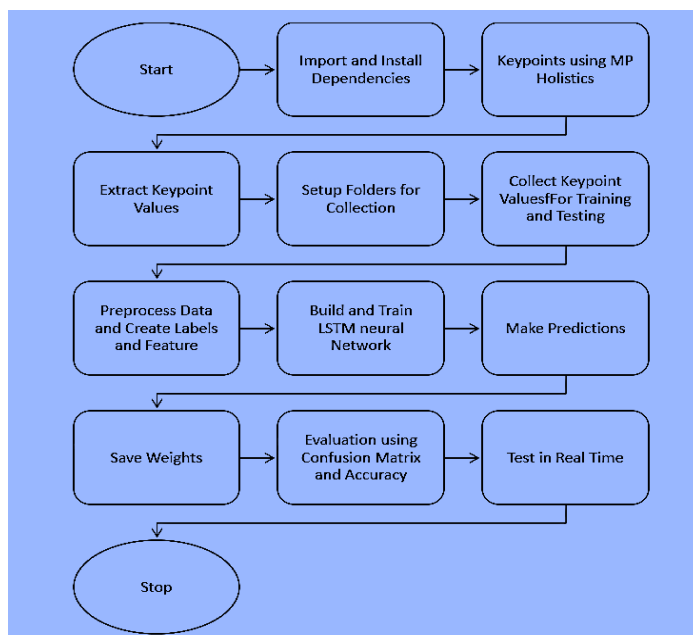 Start
Import and Install
Dependencies
Keypoints using MP
Holistics
Extract Keypoint
Values
Setup Folders for
Collection
Collect Keypoint
ValuesfFor Training
and Testing
Preprocess Data
and Create Labels
and Feature
Build and Train
LSTM neural
Network
Make Predictions
Save Weights
Evaluation using
Confusion Matrix
and Accuracy
Test in Real Time
Stop